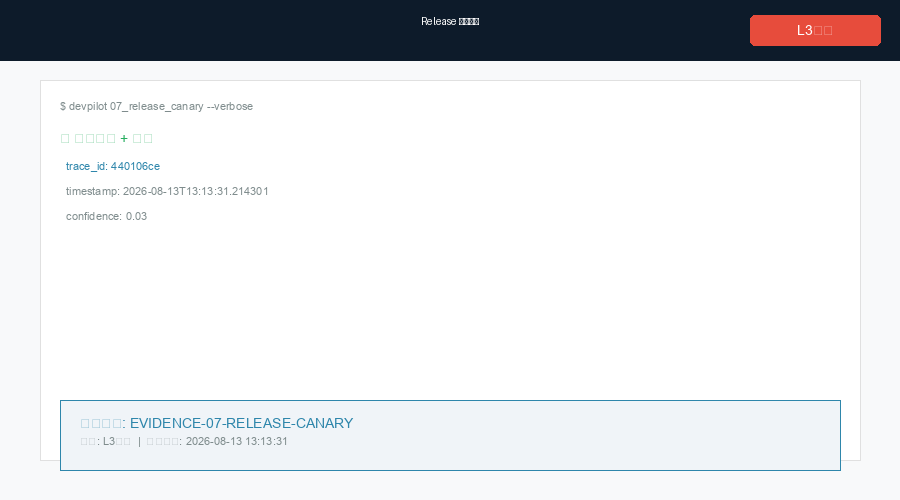 Release
L3
$ devpilot 07_release_canary --verbose
+
trace_id: 440106ce
timestamp: 2026-08-13T13:13:31.214301
confidence: 0.03
: EVIDENCE-07-RELEASE-CANARY
: L3 | : 2026-08-13 13:13:31